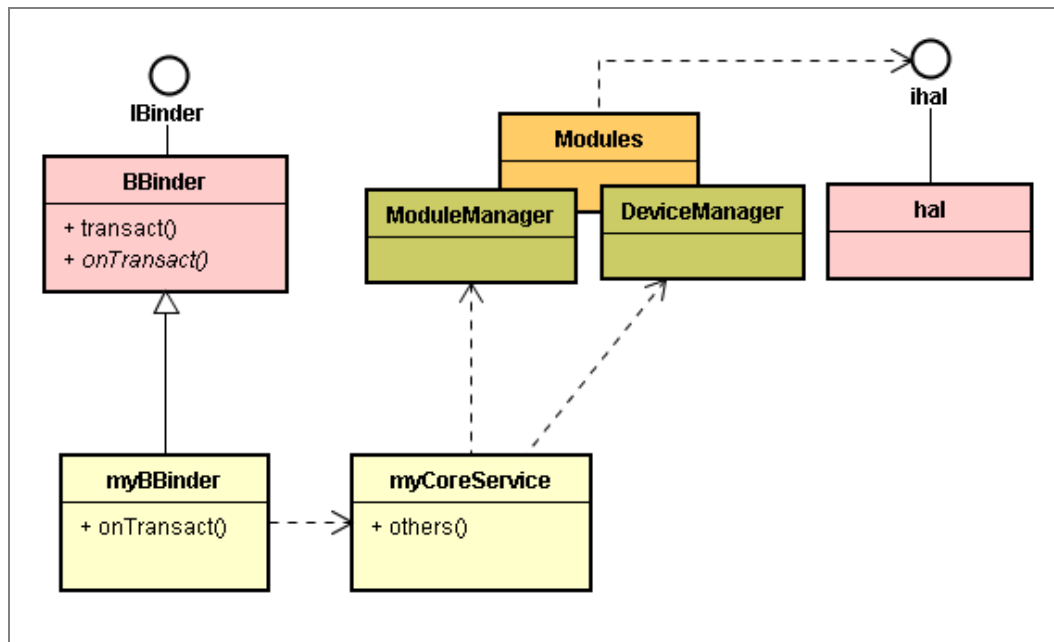 IBinder
BBinder
+ transact()
+ onTransact()
ihal
Modules
ModuleManager
DeviceManager
hal
myBBinder
+ onTransact()
myCoreService
+ others()